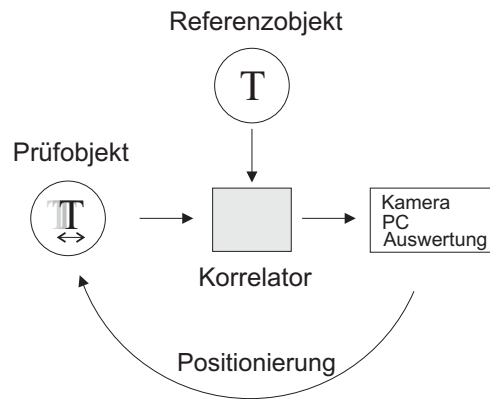 Referenzobjekt
T
Prüfobjekt
T
Kamera
PC
Auswertung
Korrelator
Positionierung